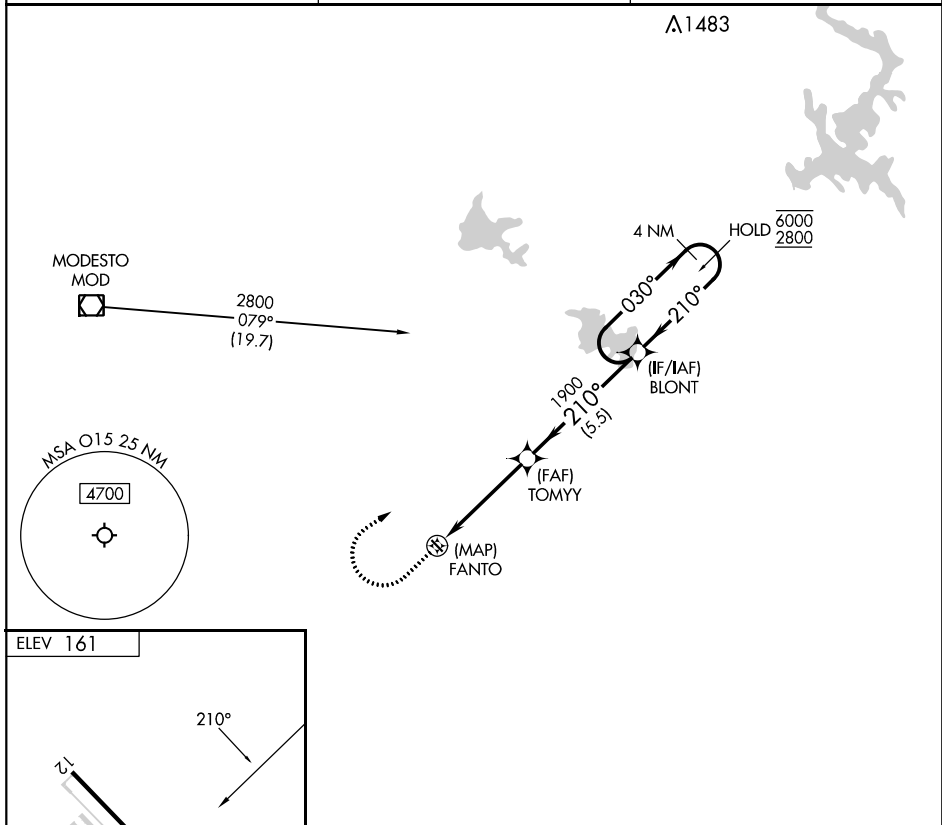 1483
4 NM
HOLD 6000
2800
MODESTO
MOD
2800
079°
(19.7)
030°
210°
(IF/IAF)
BLONT
1900
210°
(5.5)
(FAF)
TOMYY
MSA O15 25 NM
4700
(MAP)
FANTO
ELEV 161
210°
12